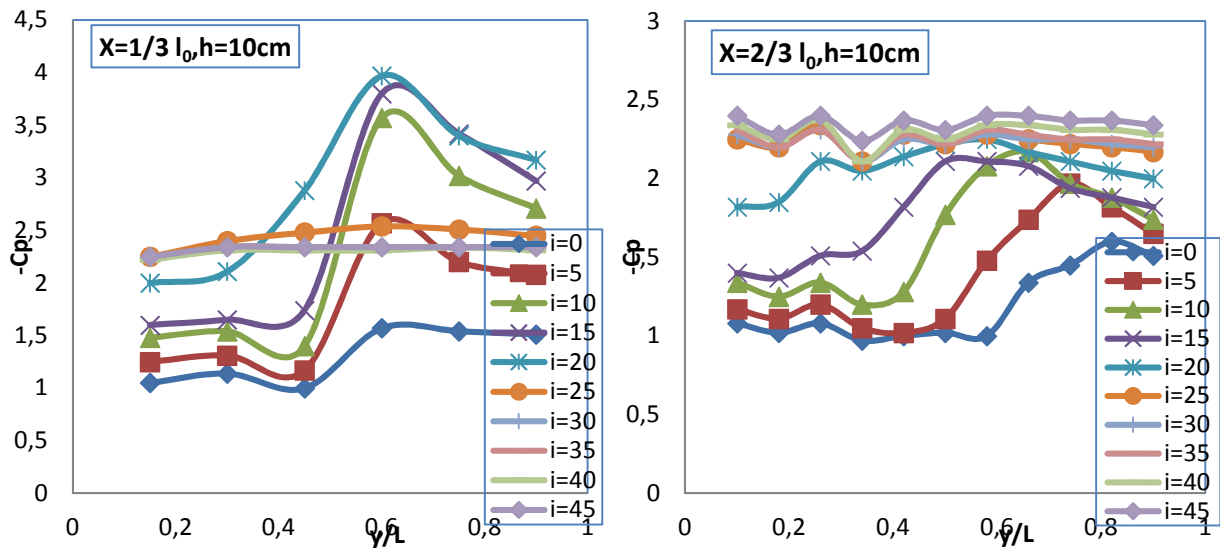 X=1/3 l₀,h=10cm
4,5
4
3,5
3
2,5
2
1,5
1
0,5
0
-Cp
0 0,2 0,4 0,6 0,8 1
y/L
i=0
i=5
i=10
i=15
i=20
i=25
i=30
i=35
i=40
i=45
X=2/3 l₀,h=10cm
3
2,5
2
1,5
1
0,5
0
-Cp
0 0,2 0,4 0,6 0,8 1
y/L
i=0
i=5
i=10
i=15
i=20
i=25
i=30
i=35
i=40
i=45